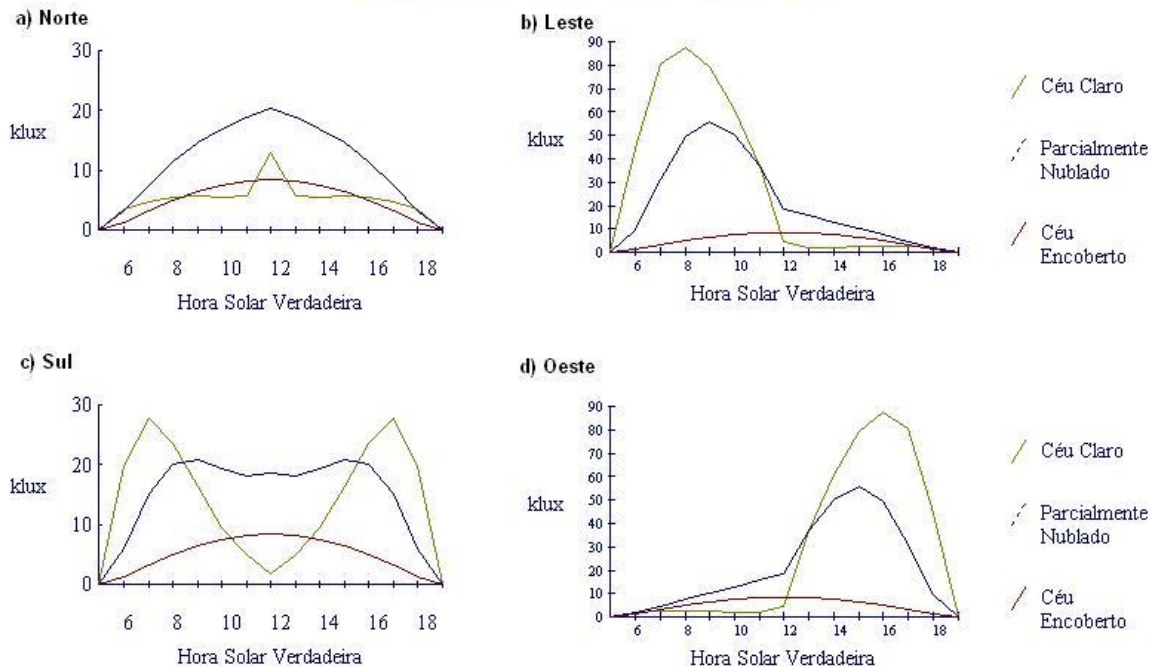 a) Norte
30
20
klux
10
0
6 8 10 12 14 16 18
Hora Solar Verdadeira
b) Leste
90
80
70
60
50
klux
40
30
20
10
0
6 8 10 12 14 16 18
Hora Solar Verdadeira
Céu Claro
Parcialmente
Nublado
Céu
Encoberto
c) Sul
30
20
klux
10
0
6 8 10 12 14 16 18
Hora Solar Verdadeira
d) Oeste
90
80
70
60
50
klux
40
30
20
10
0
6 8 10 12 14 16 18
Hora Solar Verdadeira
Céu Claro
Parcialmente
Nublado
Céu
Encoberto